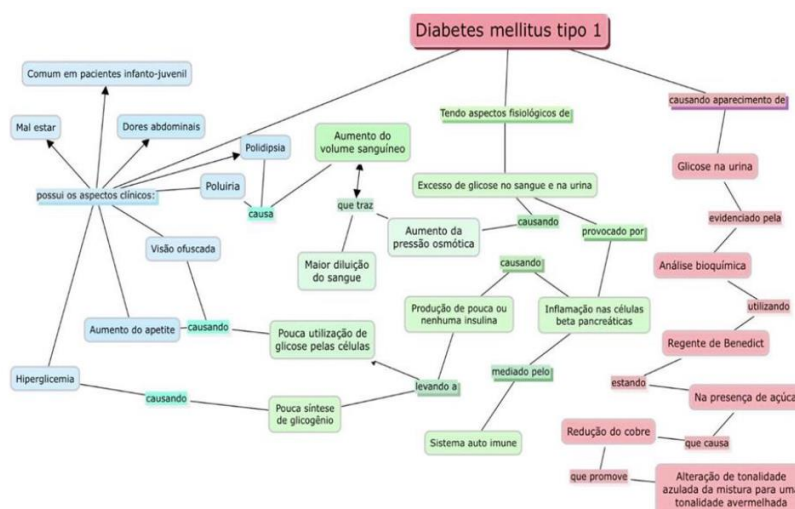 Diabetes mellitus tipo 1
Comum em pacientes infanto-juvenil
Mal estar
Dores abdominais
Polidipsia
Poluiria
possui os aspectos clínicos:
causa
Visão ofuscada
Aumento do apetite
causando
Hiperglicemia
causando
Aumento do
volume sanguíneo
que traz
Maior diluição
do sangue
Aumento da
pressão osmótica
Tendo aspectos fisiológicos de
Excesso de glicose no sangue e na urina
causando
provocado por
causando
Produção de pouca ou
nenhuma insulina
Inflamação nas células
beta pancreáticas
Pouca utilização de
glicose pelas células
levando a
mediado pelo
Pouca síntese
de glicogênio
Sistema auto imune
causando aparecimento de
Glicose na urina
evidenciado pela
Análise bioquímica
utilizando
Regente de Benedict
estando
Na presença de açúca
que causa
Redução do cobre
que promove
Alteração de tonalidade
azulada da mistura para uma
tonalidade avermelhada